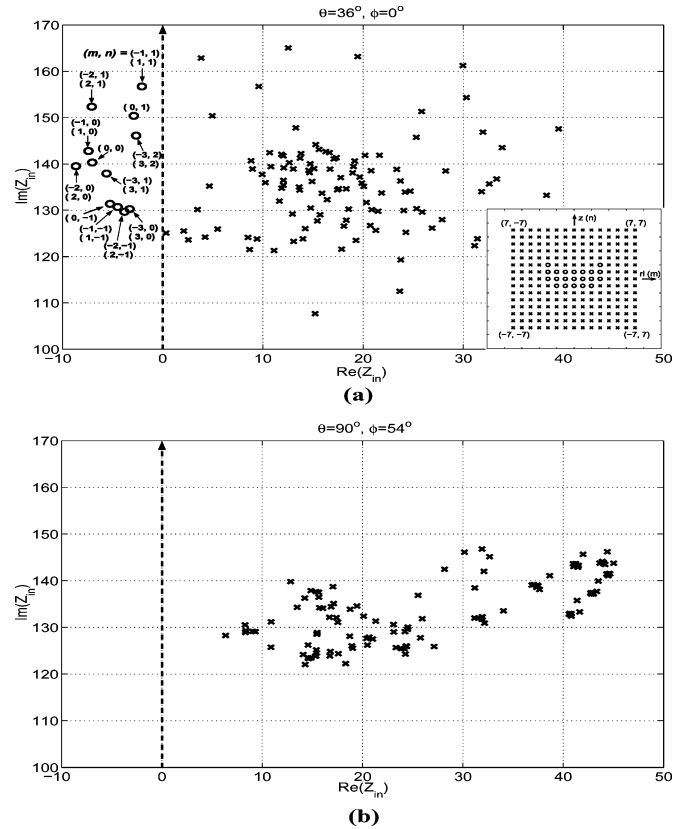 θ=36°, ϕ=0°
170
160
150
140
130
120
110
100
Im(Z_in)
−10
0
10
20
30
40
50
Re(Z_in)
(m, n) = (−1, 1)
( 1, 1)
(−2, 1)
( 2, 1)
( 0, 1)
(−1, 0)
( 1, 0)
( 0, 0)
(−3, 2)
( 3, 2)
(−2, 0)
( 2, 0)
(−3, 1)
( 3, 1)
( 0, −1)
(−1,−1)
( 1,−1)
(−2,−1)
( 2,−1)
(−3, 0)
( 3, 0)
(7, −7)
z (n)
(7, 7)
rl (m)
(−7, −7)
(−7, 7)
(a)
θ=90°, ϕ=54°
170
160
150
140
130
120
110
100
Im(Z_in)
−10
0
10
20
30
40
50
Re(Z_in)
(b)